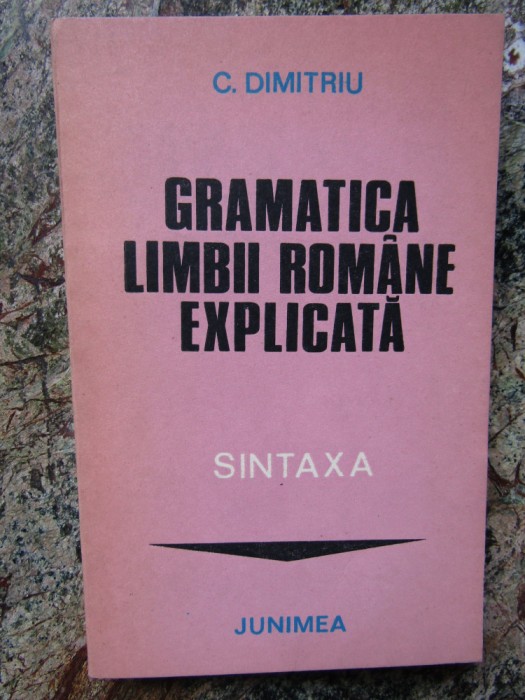 C. DIMITRIU
GRAMATICA
LIMBII ROMÂNE
EXPLICATĂ
SINTAXA
JUNIMEA